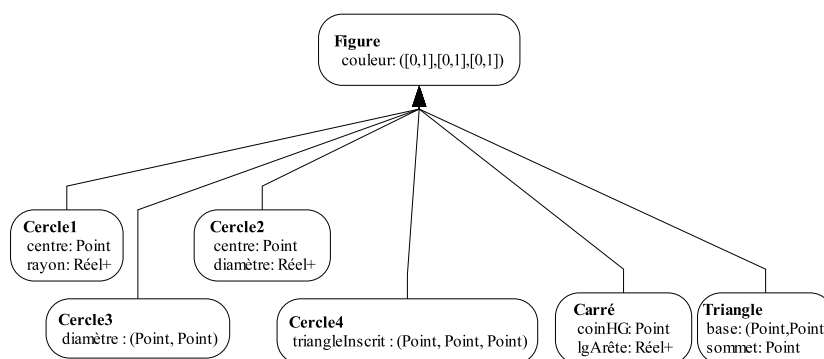 Figure
couleur: ([0,1],[0,1],[0,1])
Cercle1
centre: Point
rayon: Réel+
Cercle2
centre: Point
diamètre: Réel+
Cercle3
diamètre : (Point, Point)
Cercle4
triangleInscrit : (Point, Point, Point)
Carré
coinHG: Point
lgArête: Réel+
Triangle
base: (Point,Point
sommet: Point